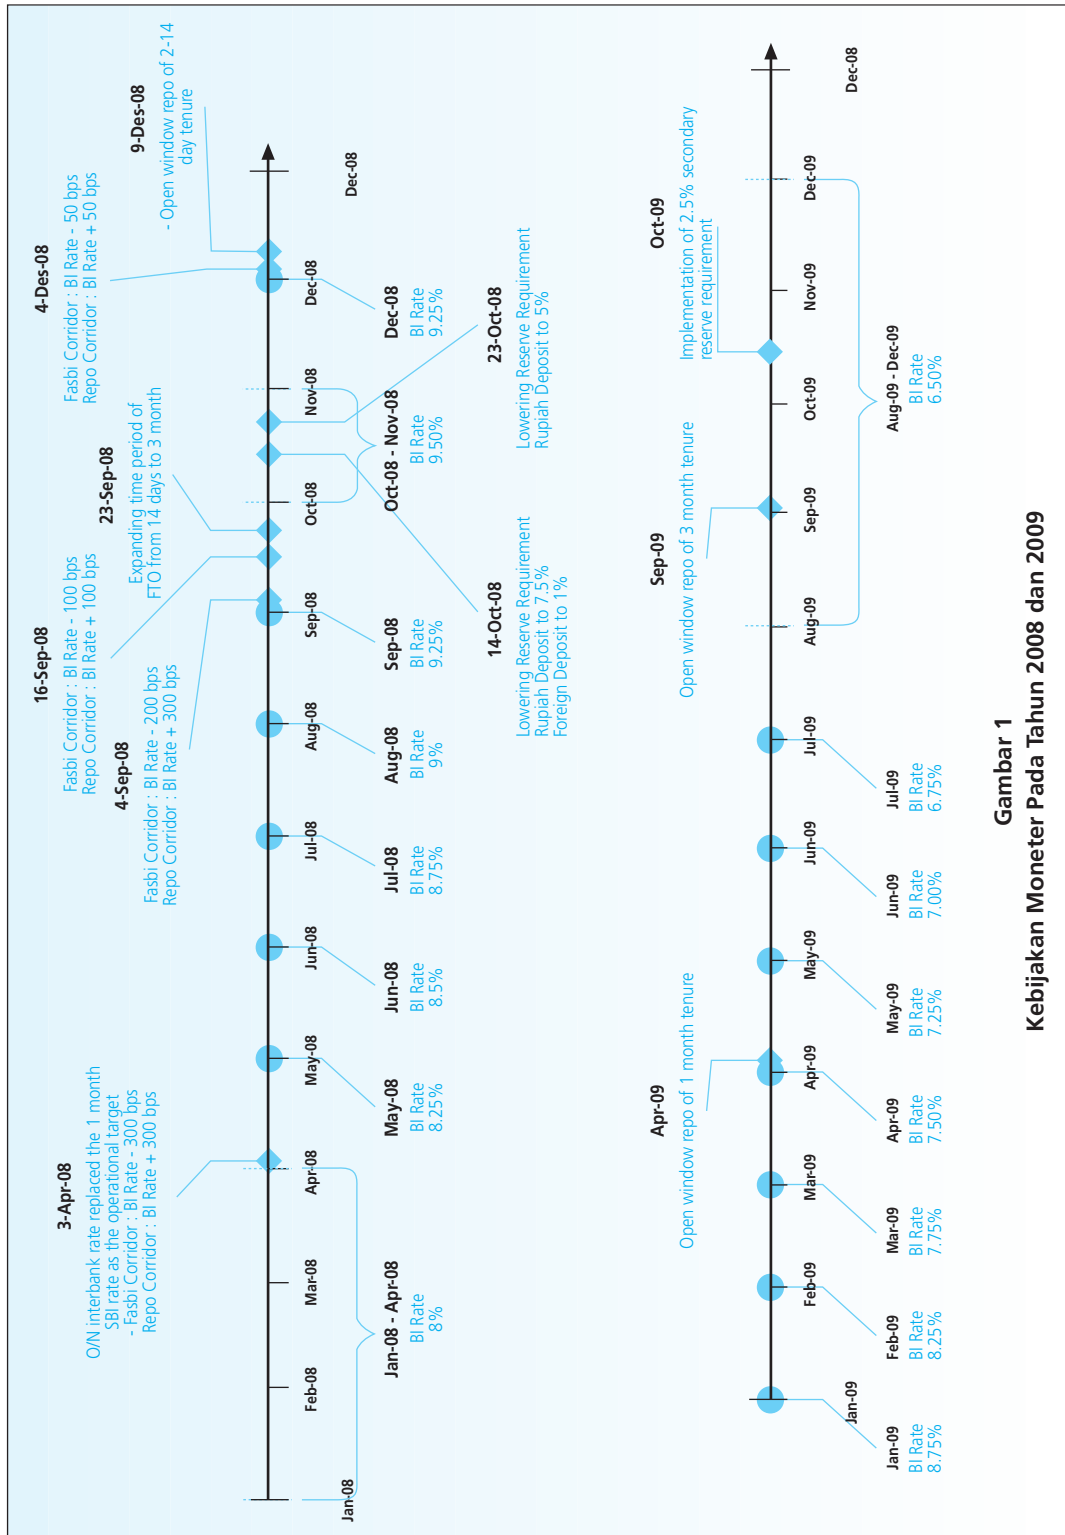 3-Apr-08
O/N interbank rate replaced the 1 month
SBI rate as the operational target
- Fasbi Corridor : BI Rate - 300 bps
Repo Corridor : BI Rate + 300 bps
4-Sep-08
Fasbi Corridor : BI Rate - 200 bps
Repo Corridor : BI Rate + 300 bps
16-Sep-08
Fasbi Corridor : BI Rate - 100 bps
Repo Corridor : BI Rate + 100 bps
23-Sep-08
Expanding time period of
FTO from 14 days to 3 month
4-Des-08
Fasbi Corridor : BI Rate - 50 bps
Repo Corridor : BI Rate + 50 bps
9-Des-08
- Open window repo of 2-14
day tenure
Jan-08
Feb-08
Mar-08
Apr-08
May-08
Jun-08
Jul-08
Aug-08
Sep-08
Oct-08
Nov-08
Dec-08
Dec-08
Jan-08 - Apr-08
BI Rate
8%
May-08
BI Rate
8.25%
Jun-08
BI Rate
8.5%
Jul-08
BI Rate
8.75%
Aug-08
BI Rate
9%
Sep-08
BI Rate
9.25%
Oct-08 - Nov-08
BI Rate
9.50%
Dec-08
BI Rate
9.25%
14-Oct-08
Lowering Reserve Requirement
Rupiah Deposit to 7.5%
Foreign Deposit to 1%
23-Oct-08
Lowering Reserve Requirement
Rupiah Deposit to 5%
Apr-09
Open window repo of 1 month tenure
Sep-09
Open window repo of 3 month tenure
Oct-09
Implementation of 2.5% secondary
reserve requirement
Jan-09
Feb-09
Mar-09
Apr-09
May-09
Jun-09
Jul-09
Aug-09
Sep-09
Oct-09
Nov-09
Dec-09
Dec-08
Jan-09
BI Rate
8.75%
Feb-09
BI Rate
8.25%
Mar-09
BI Rate
7.75%
Apr-09
BI Rate
7.50%
May-09
BI Rate
7.25%
Jun-09
BI Rate
7.00%
Jul-09
BI Rate
6.75%
Aug-09 - Dec-09
BI Rate
6.50%
Gambar 1
Kebijakan Moneter Pada Tahun 2008 dan 2009